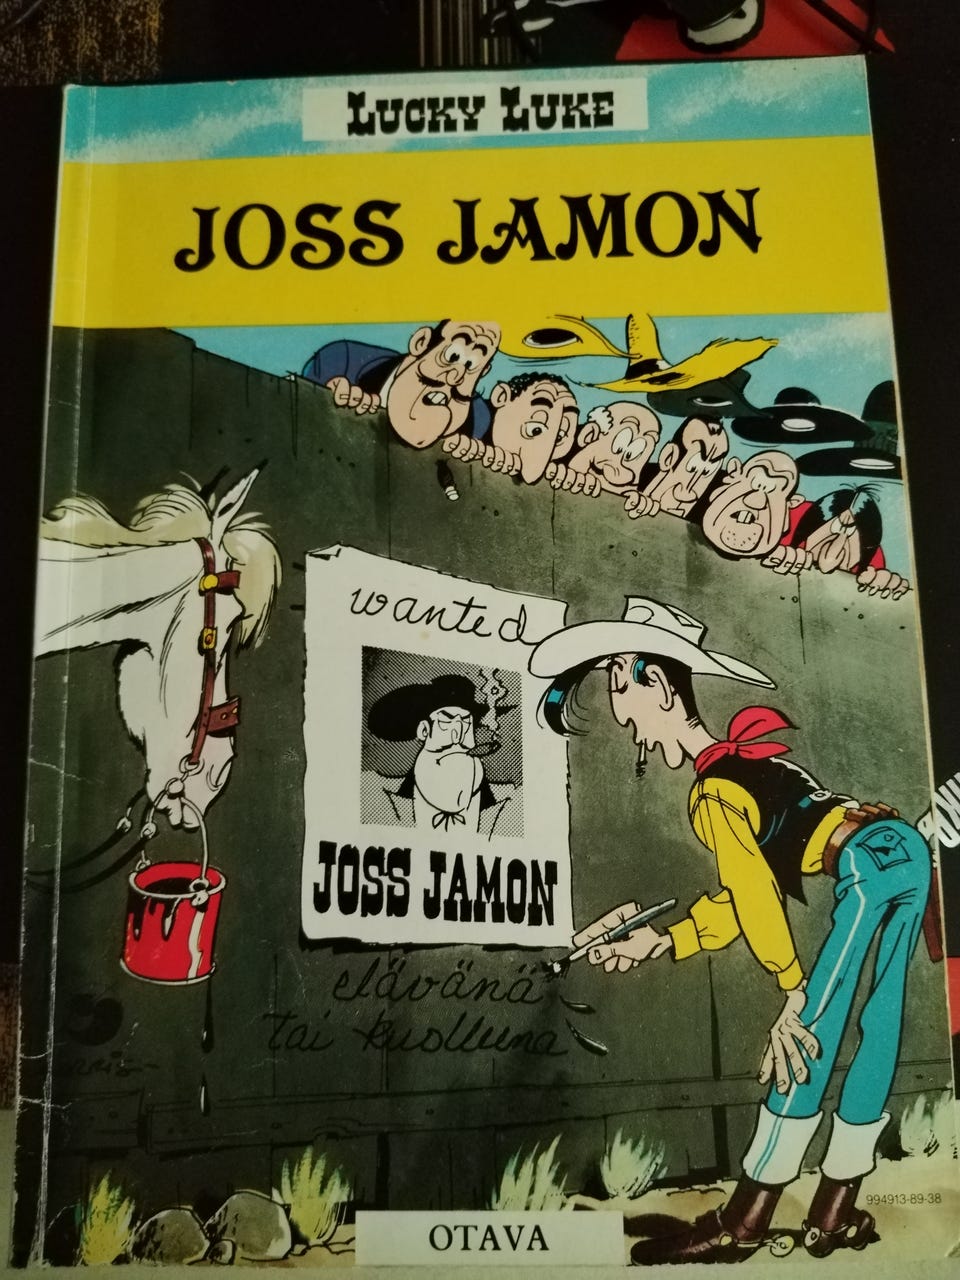 LUCKY LUKE
JOSS JAMON
wanted
JOSS JAMON
elävänä
tai kuolleena
994913-89-38
OTAVA